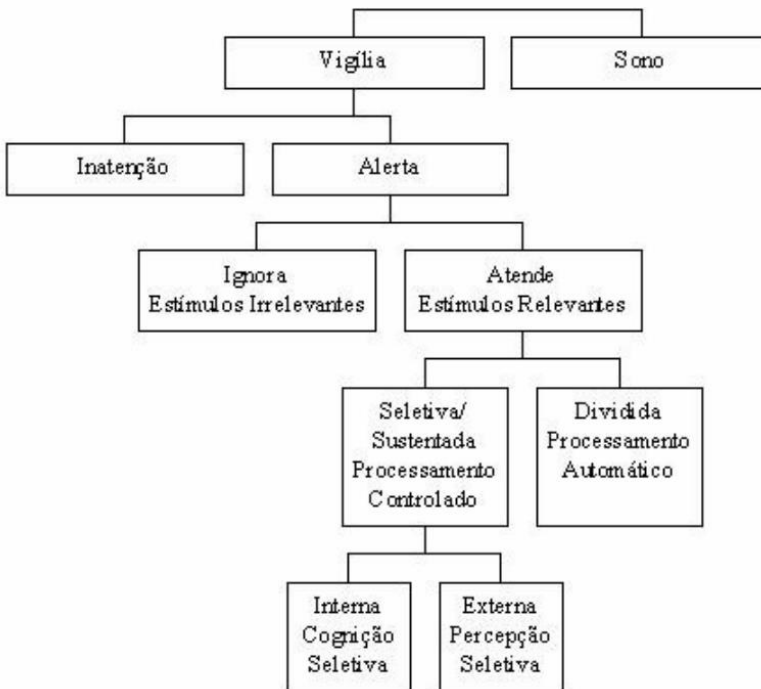 Vigília
Sono
Inatenção
Alerta
Ignora
Estímulos Irrelevantes
Atende
Estímulos Relevantes
Seletiva/
Sustentada
Processamento
Controlado
Dividida
Processamento
Automático
Interna
Cognição
Seletiva
Externa
Percepção
Seletiva